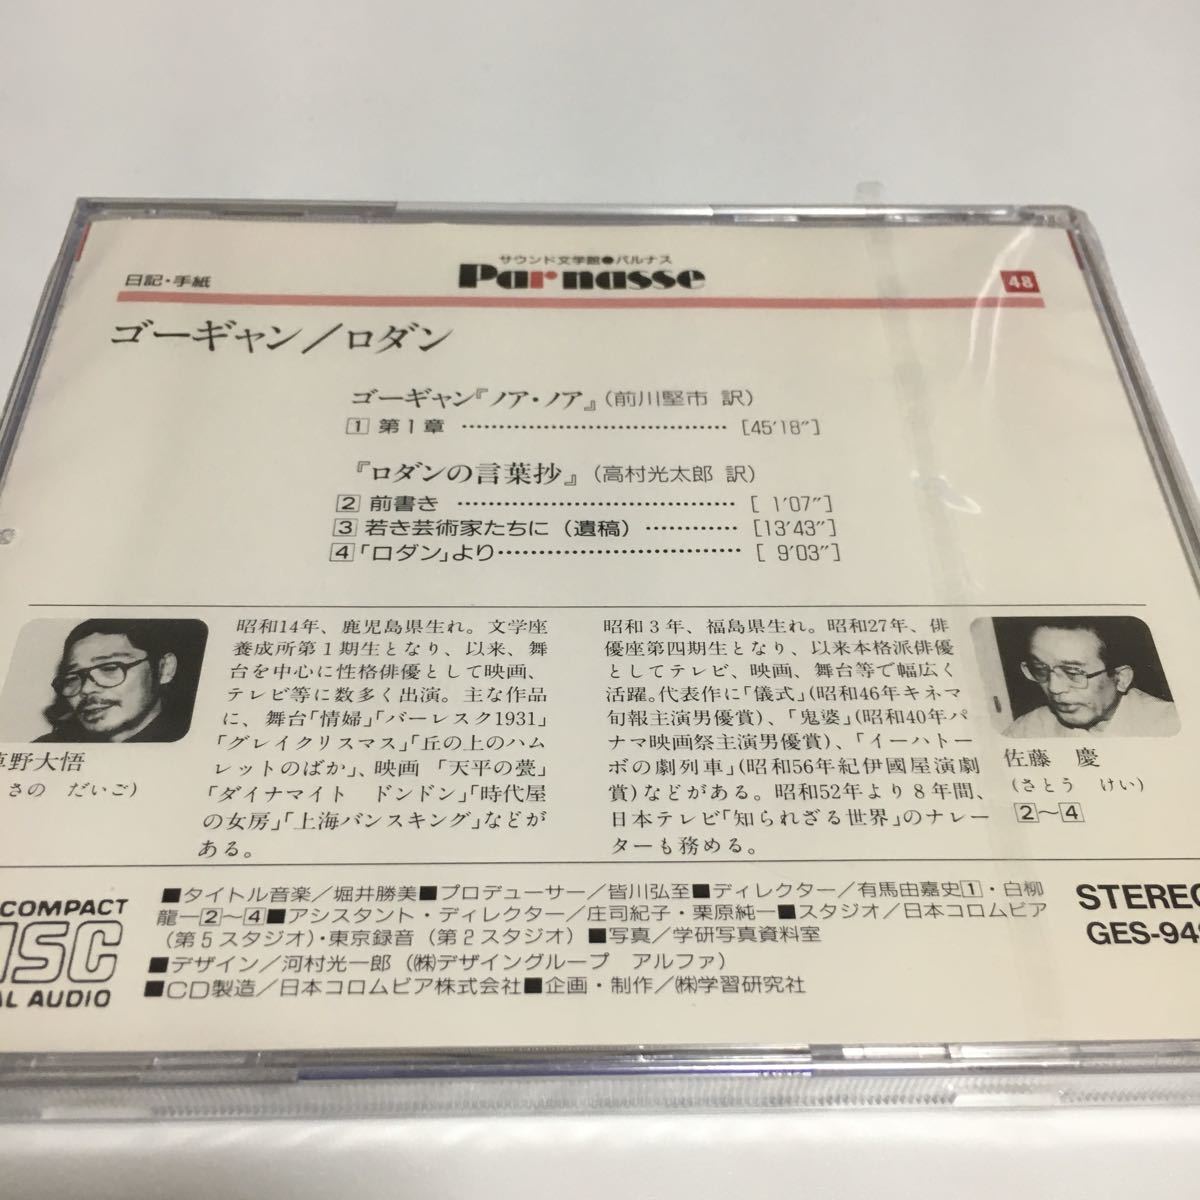 サウンド文学館●パルナス
Parnasse
日記・手紙
48
ゴーギャン／ロダン
ゴーギャン『ノア・ノア』(前川堅市 訳)
1 第1章 ………………………… [45'18"]
『ロダンの言葉抄』(高村光太郎 訳)
2 前書き ………………………… [ 1'07"]
3 若き芸術家たちに (遺稿) ………… [13'43"]
4 「ロダン」より………………………… [ 9'03"]
昭和14年、鹿児島県生れ。文学座
養成所第1期生となり、以来、舞
台を中心に性格俳優として映画、
テレビ等に数多く出演。主な作品
に、舞台「情婦」「バーレスク1931」
「グレイクリスマス」「丘の上のハム
レットのばか」、映画 「天平の甍」
「ダイナマイト ドンドン」「時代屋
の女房」「上海バンスキング」などが
ある。
草野大悟
さの だいご)
昭和3年、福島県生れ。昭和27年、俳
優座第四期生となり、以来本格派俳優
としてテレビ、映画、舞台等で幅広く
活躍。代表作に「儀式」(昭和46年キネマ
旬報主演男優賞)、「鬼婆」(昭和40年パ
ナマ映画祭主演男優賞)、「イーハトー
ボの劇列車」(昭和56年紀伊國屋演劇
賞)などがある。昭和52年より8年間、
日本テレビ「知られざる世界」のナレー
ターも務める。
佐藤 慶
(さとう けい)
2～4
COMPACT
DISC
AL AUDIO
■タイトル音楽／堀井勝美■プロデューサー／皆川弘至■ディレクター／有馬由嘉史1・白柳
龍一2～4■アシスタント・ディレクター／庄司紀子・栗原純一■スタジオ／日本コロムビア
(第5スタジオ)・東京録音 (第2スタジオ) ■写真／学研写真資料室
■デザイン／河村光一郎 (㈱デザイングループ アルファ)
■CD製造／日本コロムビア株式会社■企画・制作／㈱学習研究社
STEREO
GES-949